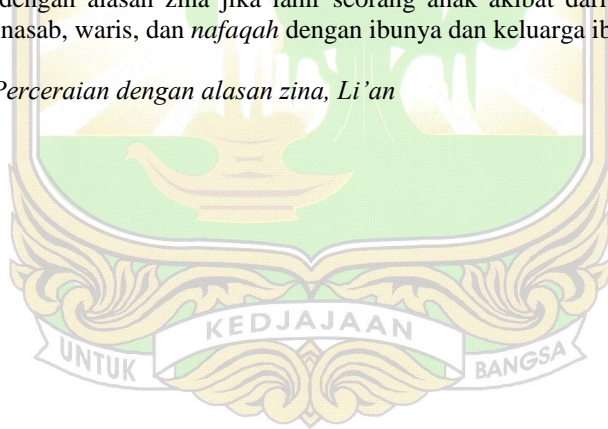 dengan alasan zina jika lahir seorang anak akibat dari
nasab, waris, dan nafaqah dengan ibunya dan keluarga ib
Perceraian dengan alasan zina, Li’an
KEDJAJAAN
UNTUK
BANGSA